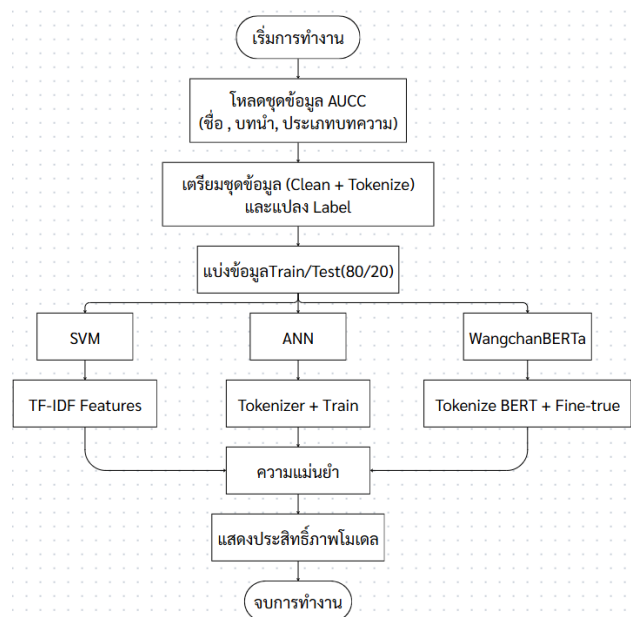 เริ่มการทำงาน
โหลดชุดข้อมูล AUCC
(ชื่อ , บทนำ, ประเภทบทความ)
เตรียมชุดข้อมูล (Clean + Tokenize)
และแปลง Label
แบ่งข้อมูลTrain/Test(80/20)
SVM
ANN
WangchanBERTa
TF-IDF Features
Tokenizer + Train
Tokenize BERT + Fine-true
ความแม่นยำ
แสดงประสิทธิ์ภาพโมเดล
จบการทำงาน